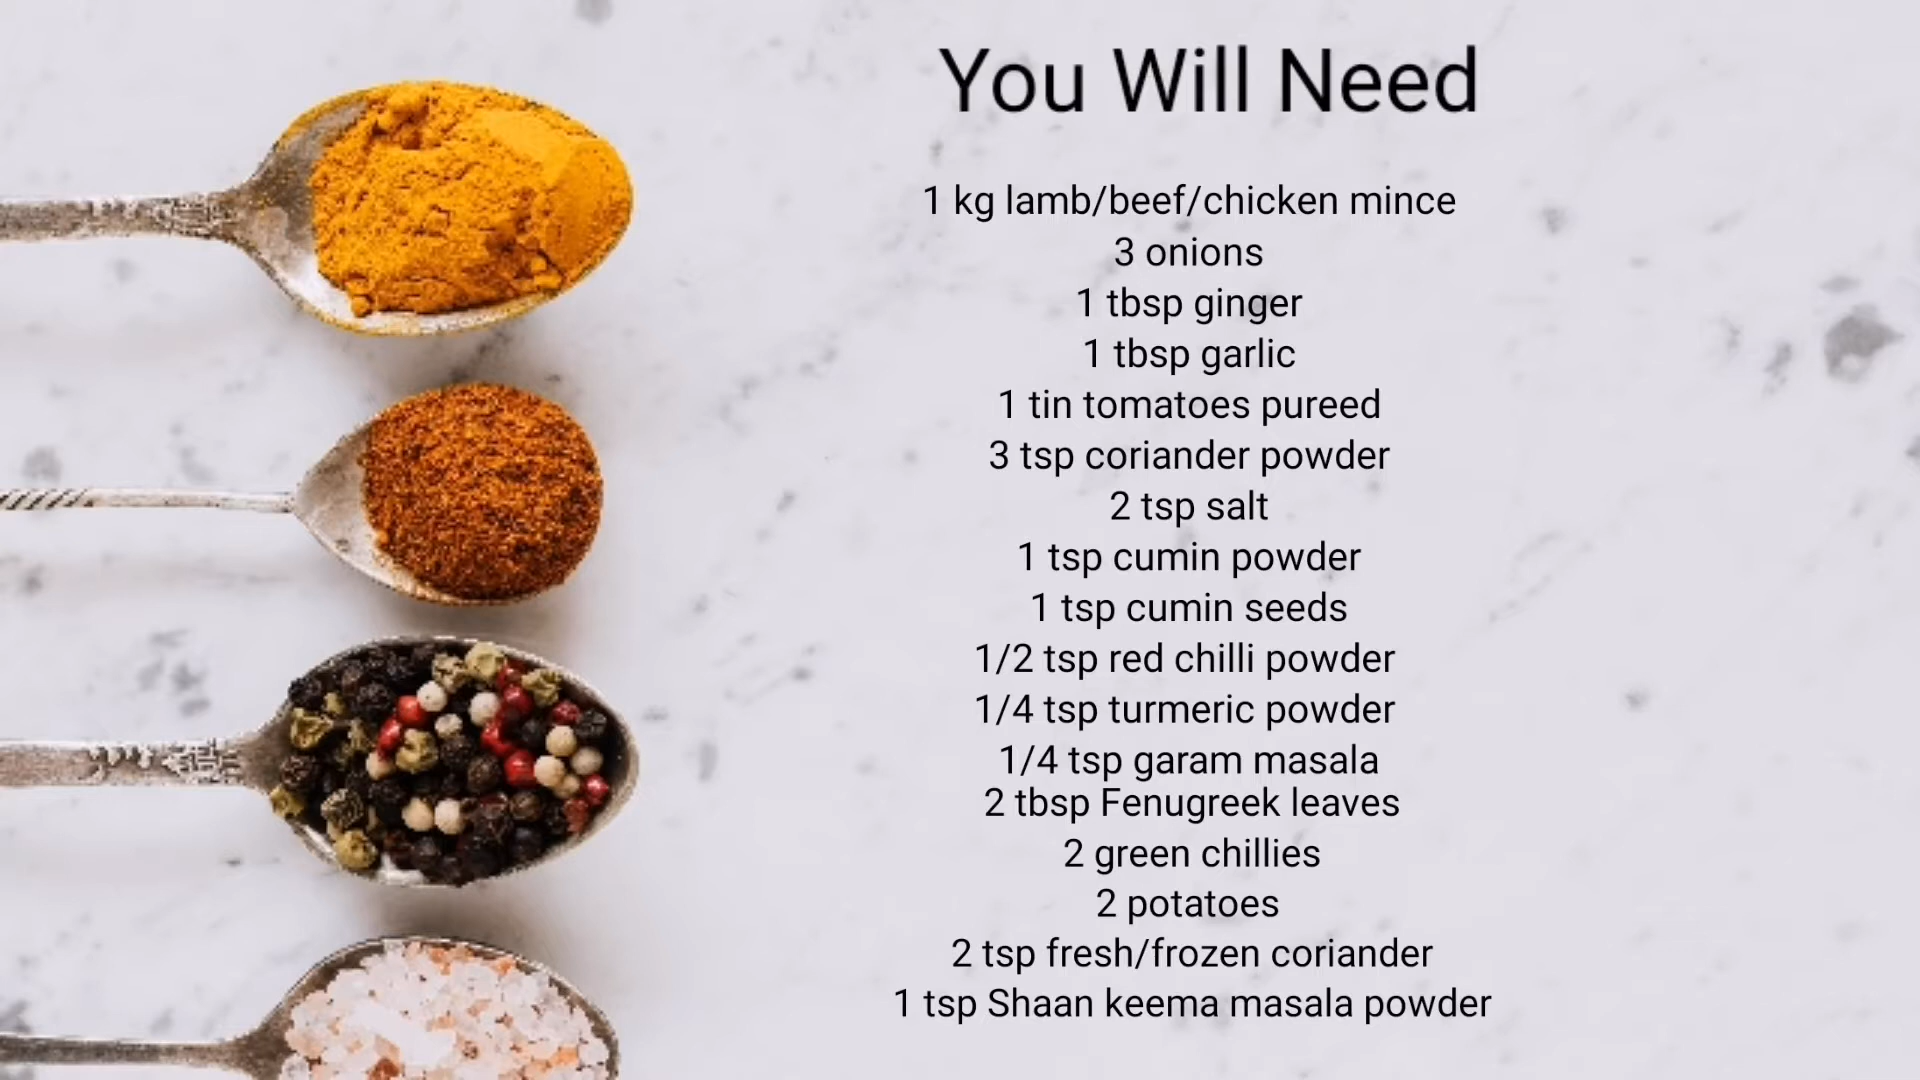 You Will Need
1 kg lamb/beef/chicken mince
3 onions
1 tbsp ginger
1 tbsp garlic
1 tin tomatoes pureed
3 tsp coriander powder
2 tsp salt
1 tsp cumin powder
1 tsp cumin seeds
1/2 tsp red chilli powder
1/4 tsp turmeric powder
1/4 tsp garam masala
2 tbsp Fenugreek leaves
2 green chillies
2 potatoes
2 tsp fresh/frozen coriander
1 tsp Shaan keema masala powder